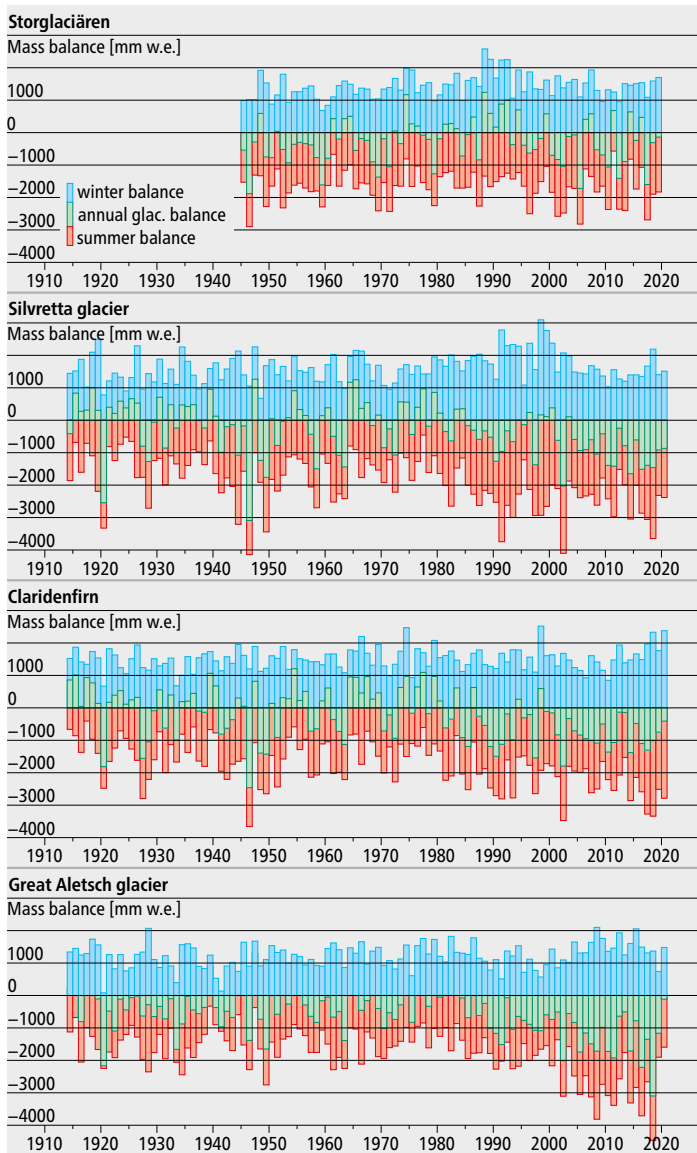 Storglaciären
Mass balance [mm w.e.]
1000
0
−1000
−2000
−3000
−4000
winter balance
annual glac. balance
summer balance
1910 1920 1930 1940 1950 1960 1970 1980 1990 2000 2010 2020
Silvretta glacier
Mass balance [mm w.e.]
1000
0
−1000
−2000
−3000
−4000
1910 1920 1930 1940 1950 1960 1970 1980 1990 2000 2010 2020
Claridenfirn
Mass balance [mm w.e.]
1000
0
−1000
−2000
−3000
−4000
1910 1920 1930 1940 1950 1960 1970 1980 1990 2000 2010 2020
Great Aletsch glacier
Mass balance [mm w.e.]
1000
0
−1000
−2000
−3000
−4000
1910 1920 1930 1940 1950 1960 1970 1980 1990 2000 2010 2020